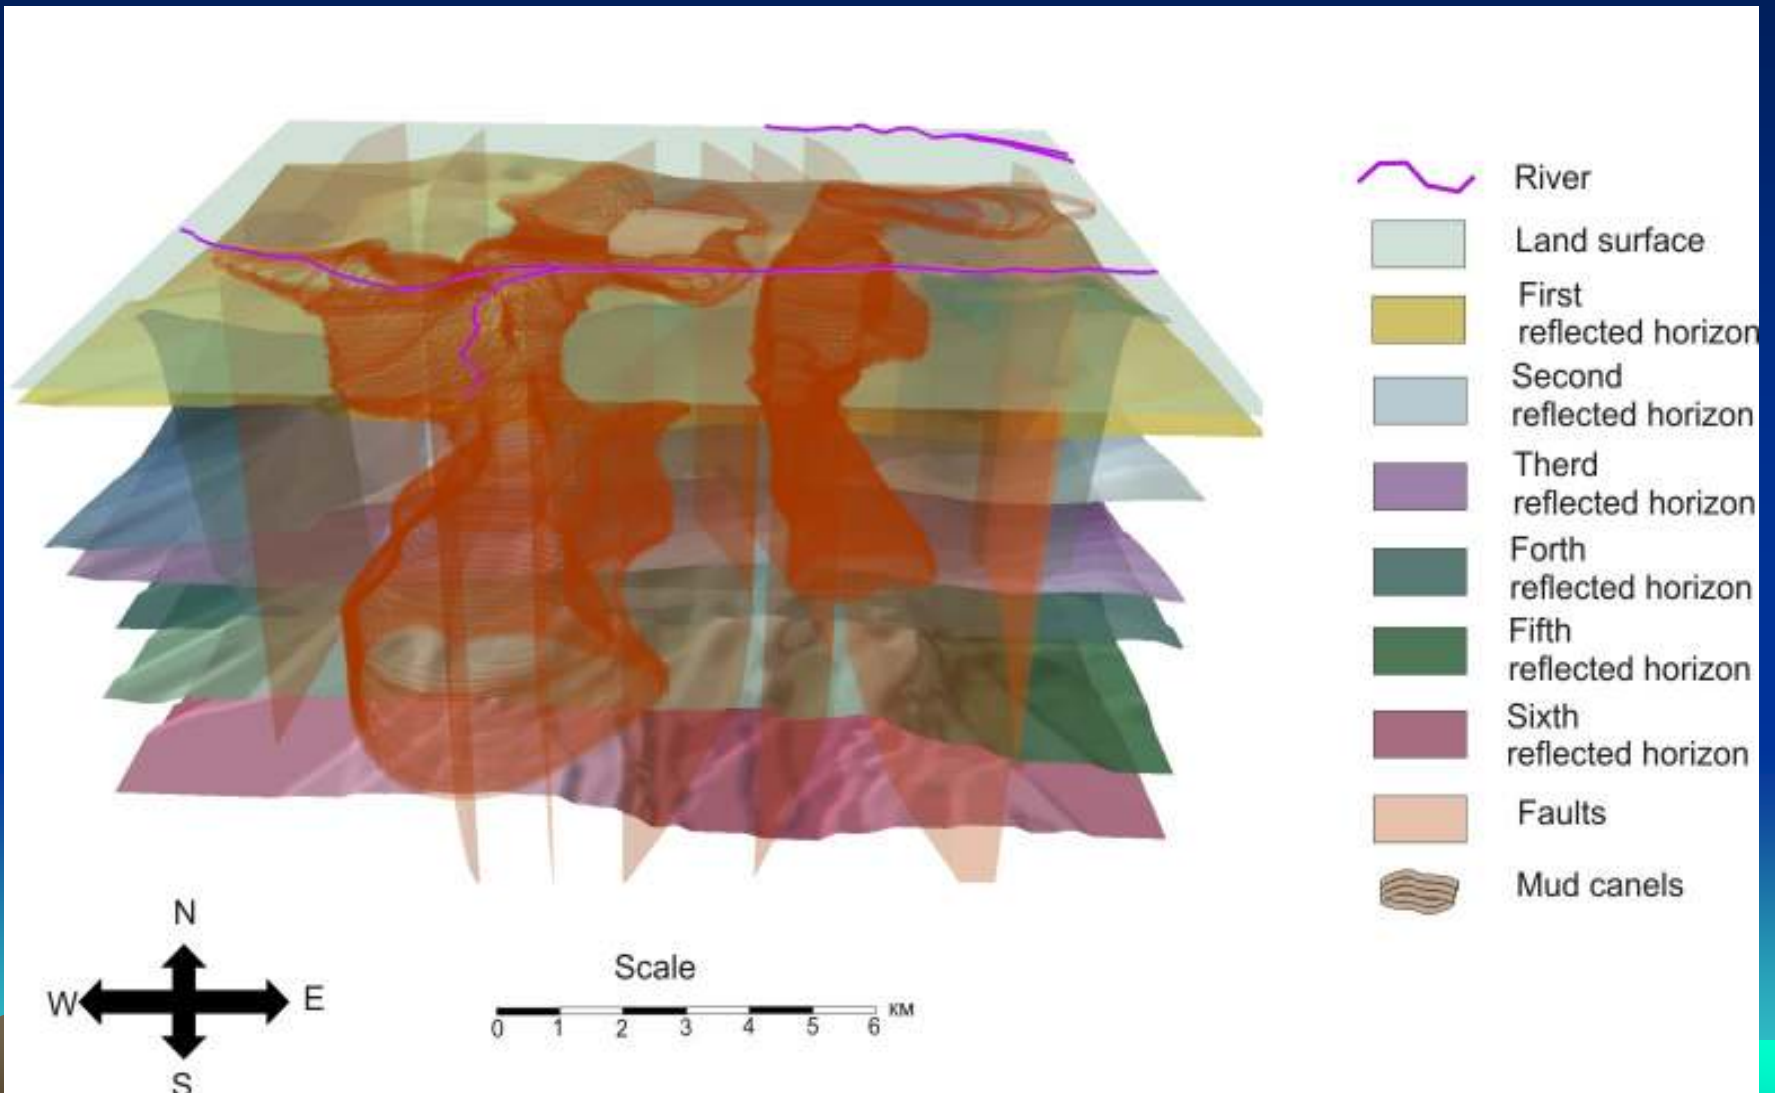 River
Land surface
First
reflected horizon
Second
reflected horizon
Therd
reflected horizon
Forth
reflected horizon
Fifth
reflected horizon
Sixth
reflected horizon
Faults
Mud canels
N
W E
S
Scale
0 1 2 3 4 5 6 км